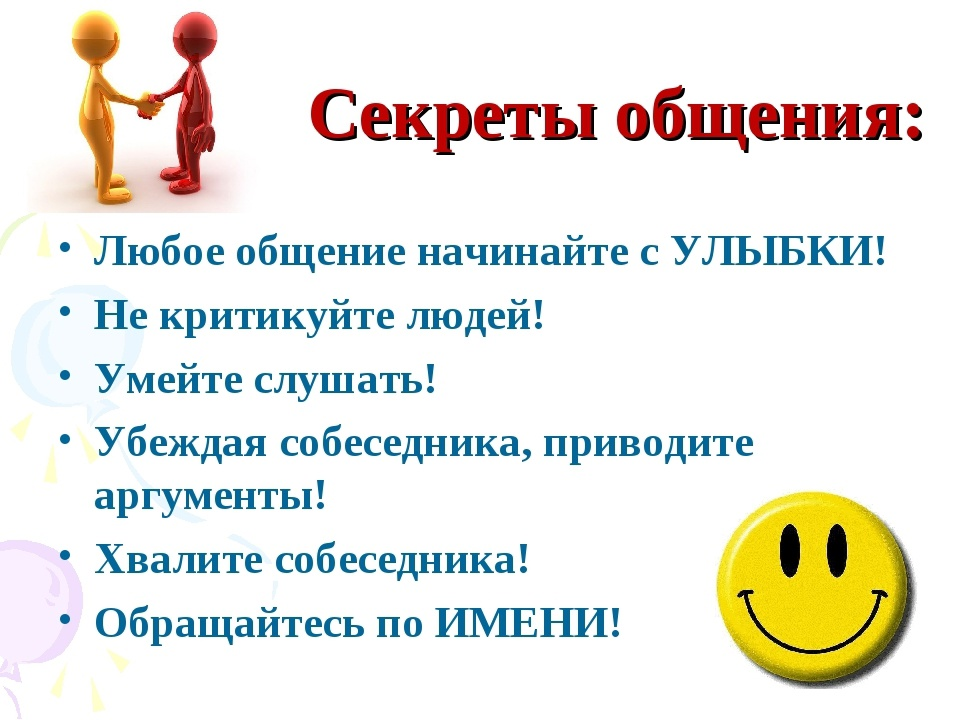 Секреты общения:
• Любое общение начинайте с УЛЫБКИ!
• Не критикуйте людей!
• Умейте слушать!
• Убеждая собеседника, приводите
аргументы!
• Хвалите собеседника!
• Обращайтесь по ИМЕНИ!